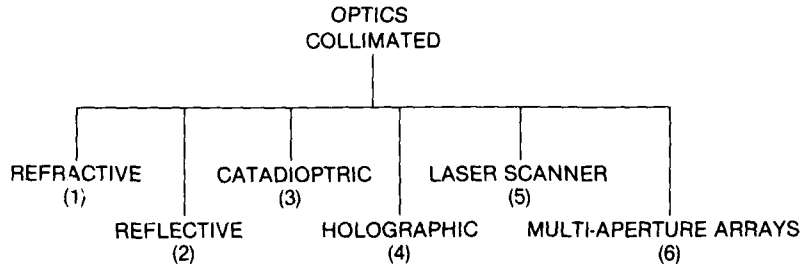 OPTICS
COLLIMATED
REFRACTIVE
(1)
REFLECTIVE
(2)
CATADIOPTRIC
(3)
HOLOGRAPHIC
(4)
LASER SCANNER
(5)
MULTI-APERTURE ARRAYS
(6)